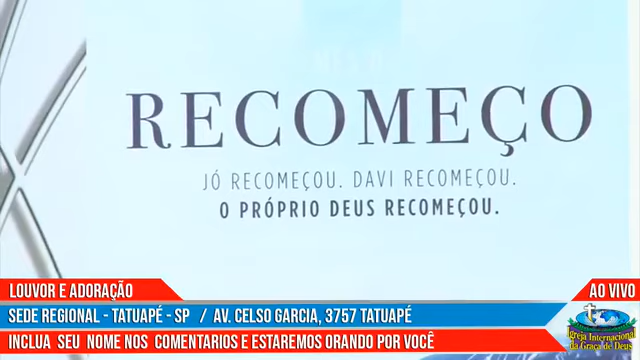 RECOMEÇO
JÓ RECOMEÇOU. DAVI RECOMEÇOU.
O PRÓPRIO DEUS RECOMEÇOU.
LOUVOR E ADORAÇÃO
AO VIVO
SEDE REGIONAL - TATUAPÉ - SP / AV. CELSO GARCIA, 3757 TATUAPÉ
INCLUA SEU NOME NOS COMENTARIOS E ESTAREMOS ORANDO POR VOCÊ
Igreja Internacional
da Graça de Deus